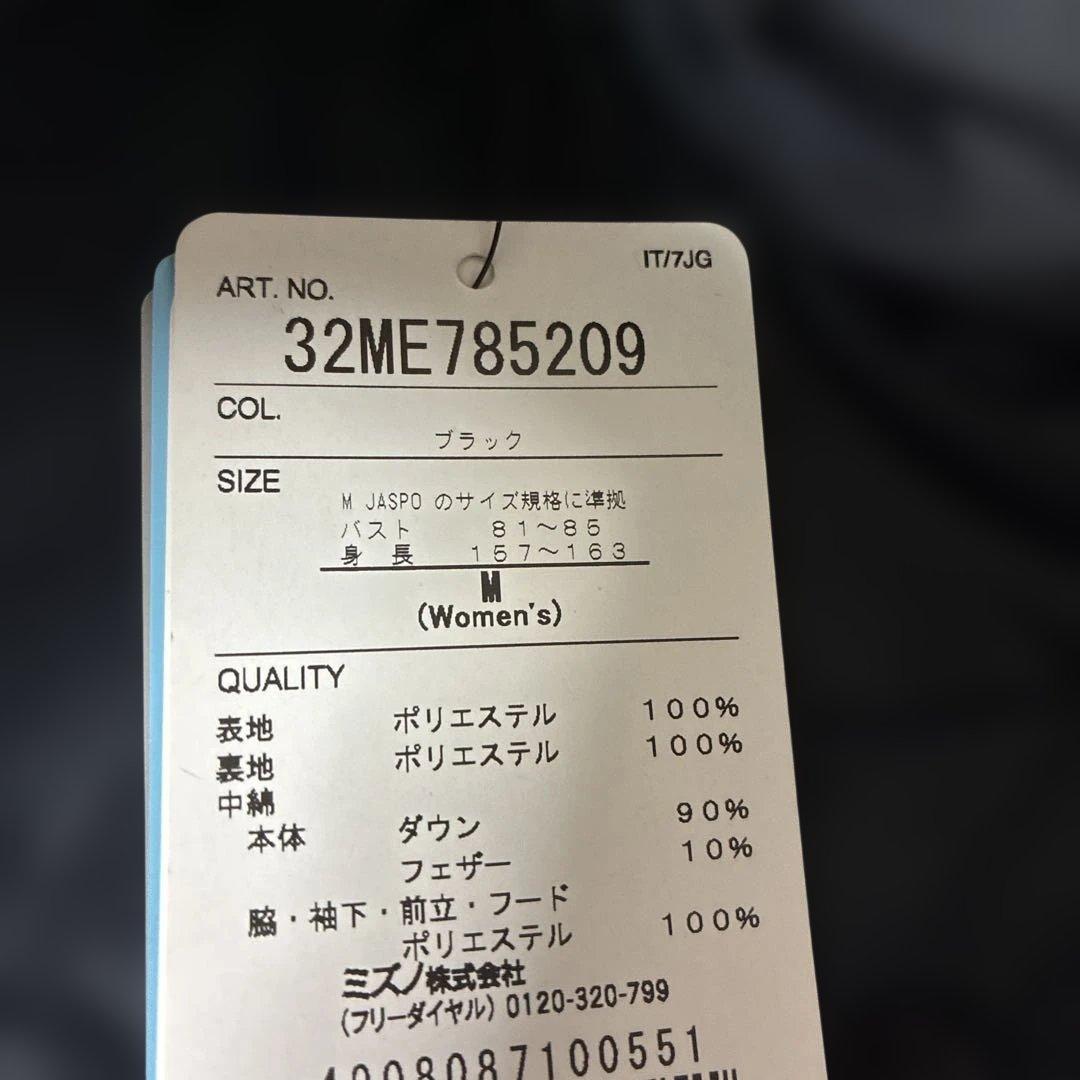 IT/7JG
ART. NO.
32ME785209
COL.
ブラック
SIZE
M JASPO のサイズ規格に準拠
バスト 81~85
身長 157~163
M
(Women's)
QUALITY
表地 ポリエステル 100%
裏地 ポリエステル 100%
中綿
本体 ダウン 90%
フェザー 10%
脇・袖下・前立・フード
ポリエステル 100%
ミズノ株式会社
(フリーダイヤル) 0120-320-799